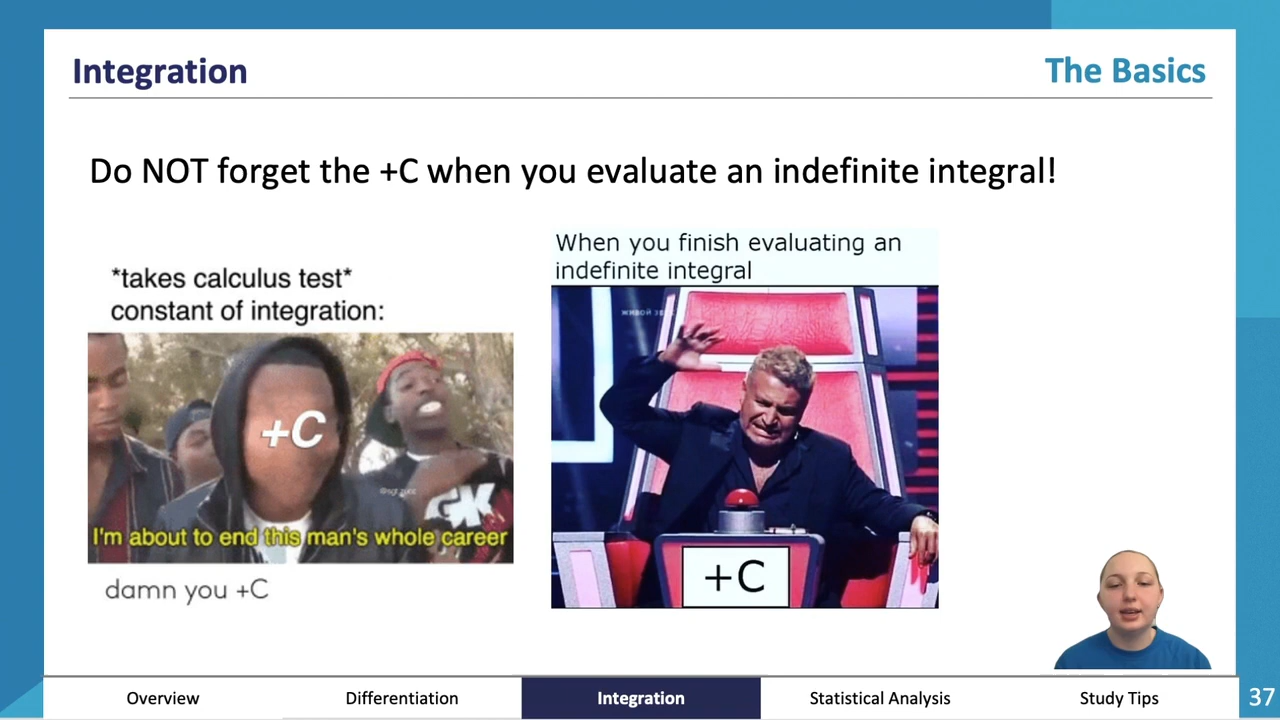 Integration
The Basics
Do NOT forget the +C when you evaluate an indefinite integral!
*takes calculus test*
constant of integration:
+C
GK
I'm about to end this man's whole career
damn you +C
When you finish evaluating an
indefinite integral
+C
Overview
Differentiation
Integration
Statistical Analysis
Study Tips
37